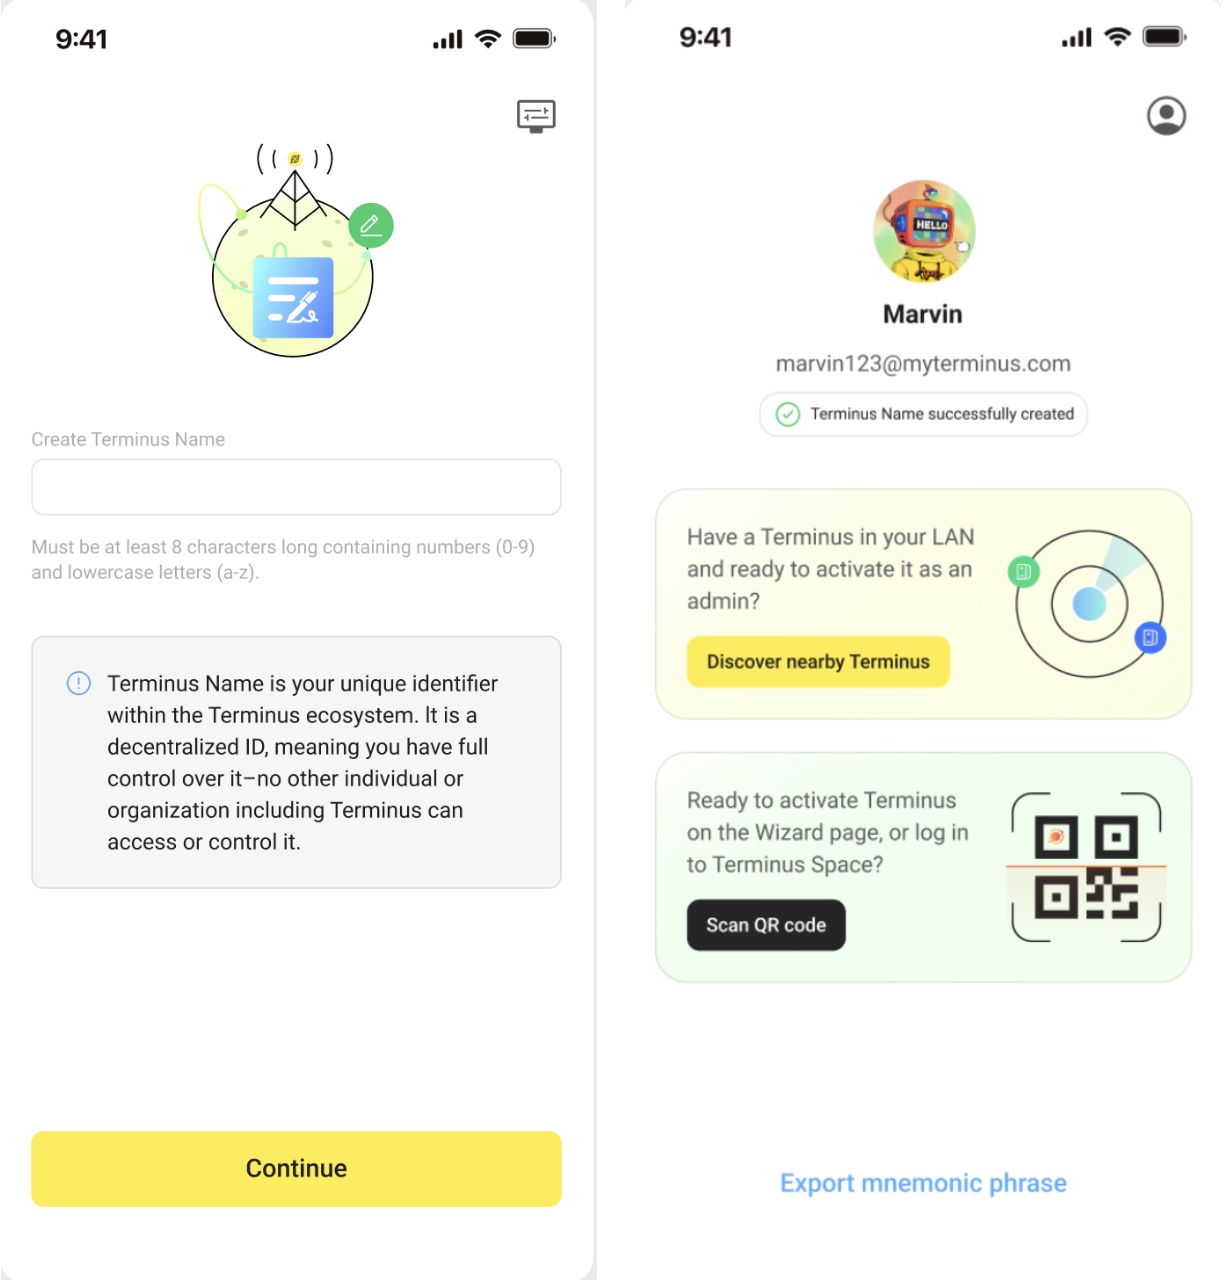 9:41
Create Terminus Name
Must be at least 8 characters long containing numbers (0-9)
and lowercase letters (a-z).
Terminus Name is your unique identifier
within the Terminus ecosystem. It is a
decentralized ID, meaning you have full
control over it–no other individual or
organization including Terminus can
access or control it.
Continue
9:41
HELLO
Marvin
marvin123@myterminus.com
Terminus Name successfully created
Have a Terminus in your LAN
and ready to activate it as an
admin?
Discover nearby Terminus
Ready to activate Terminus
on the Wizard page, or log in
to Terminus Space?
Scan QR code
Export mnemonic phrase